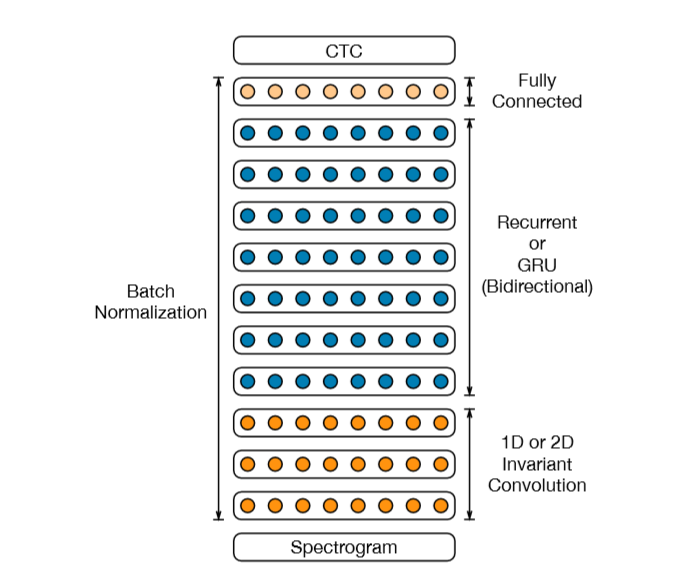 CTC
Fully
Connected
Recurrent
or
GRU
(Bidirectional)
Batch
Normalization
1D or 2D
Invariant
Convolution
Spectrogram